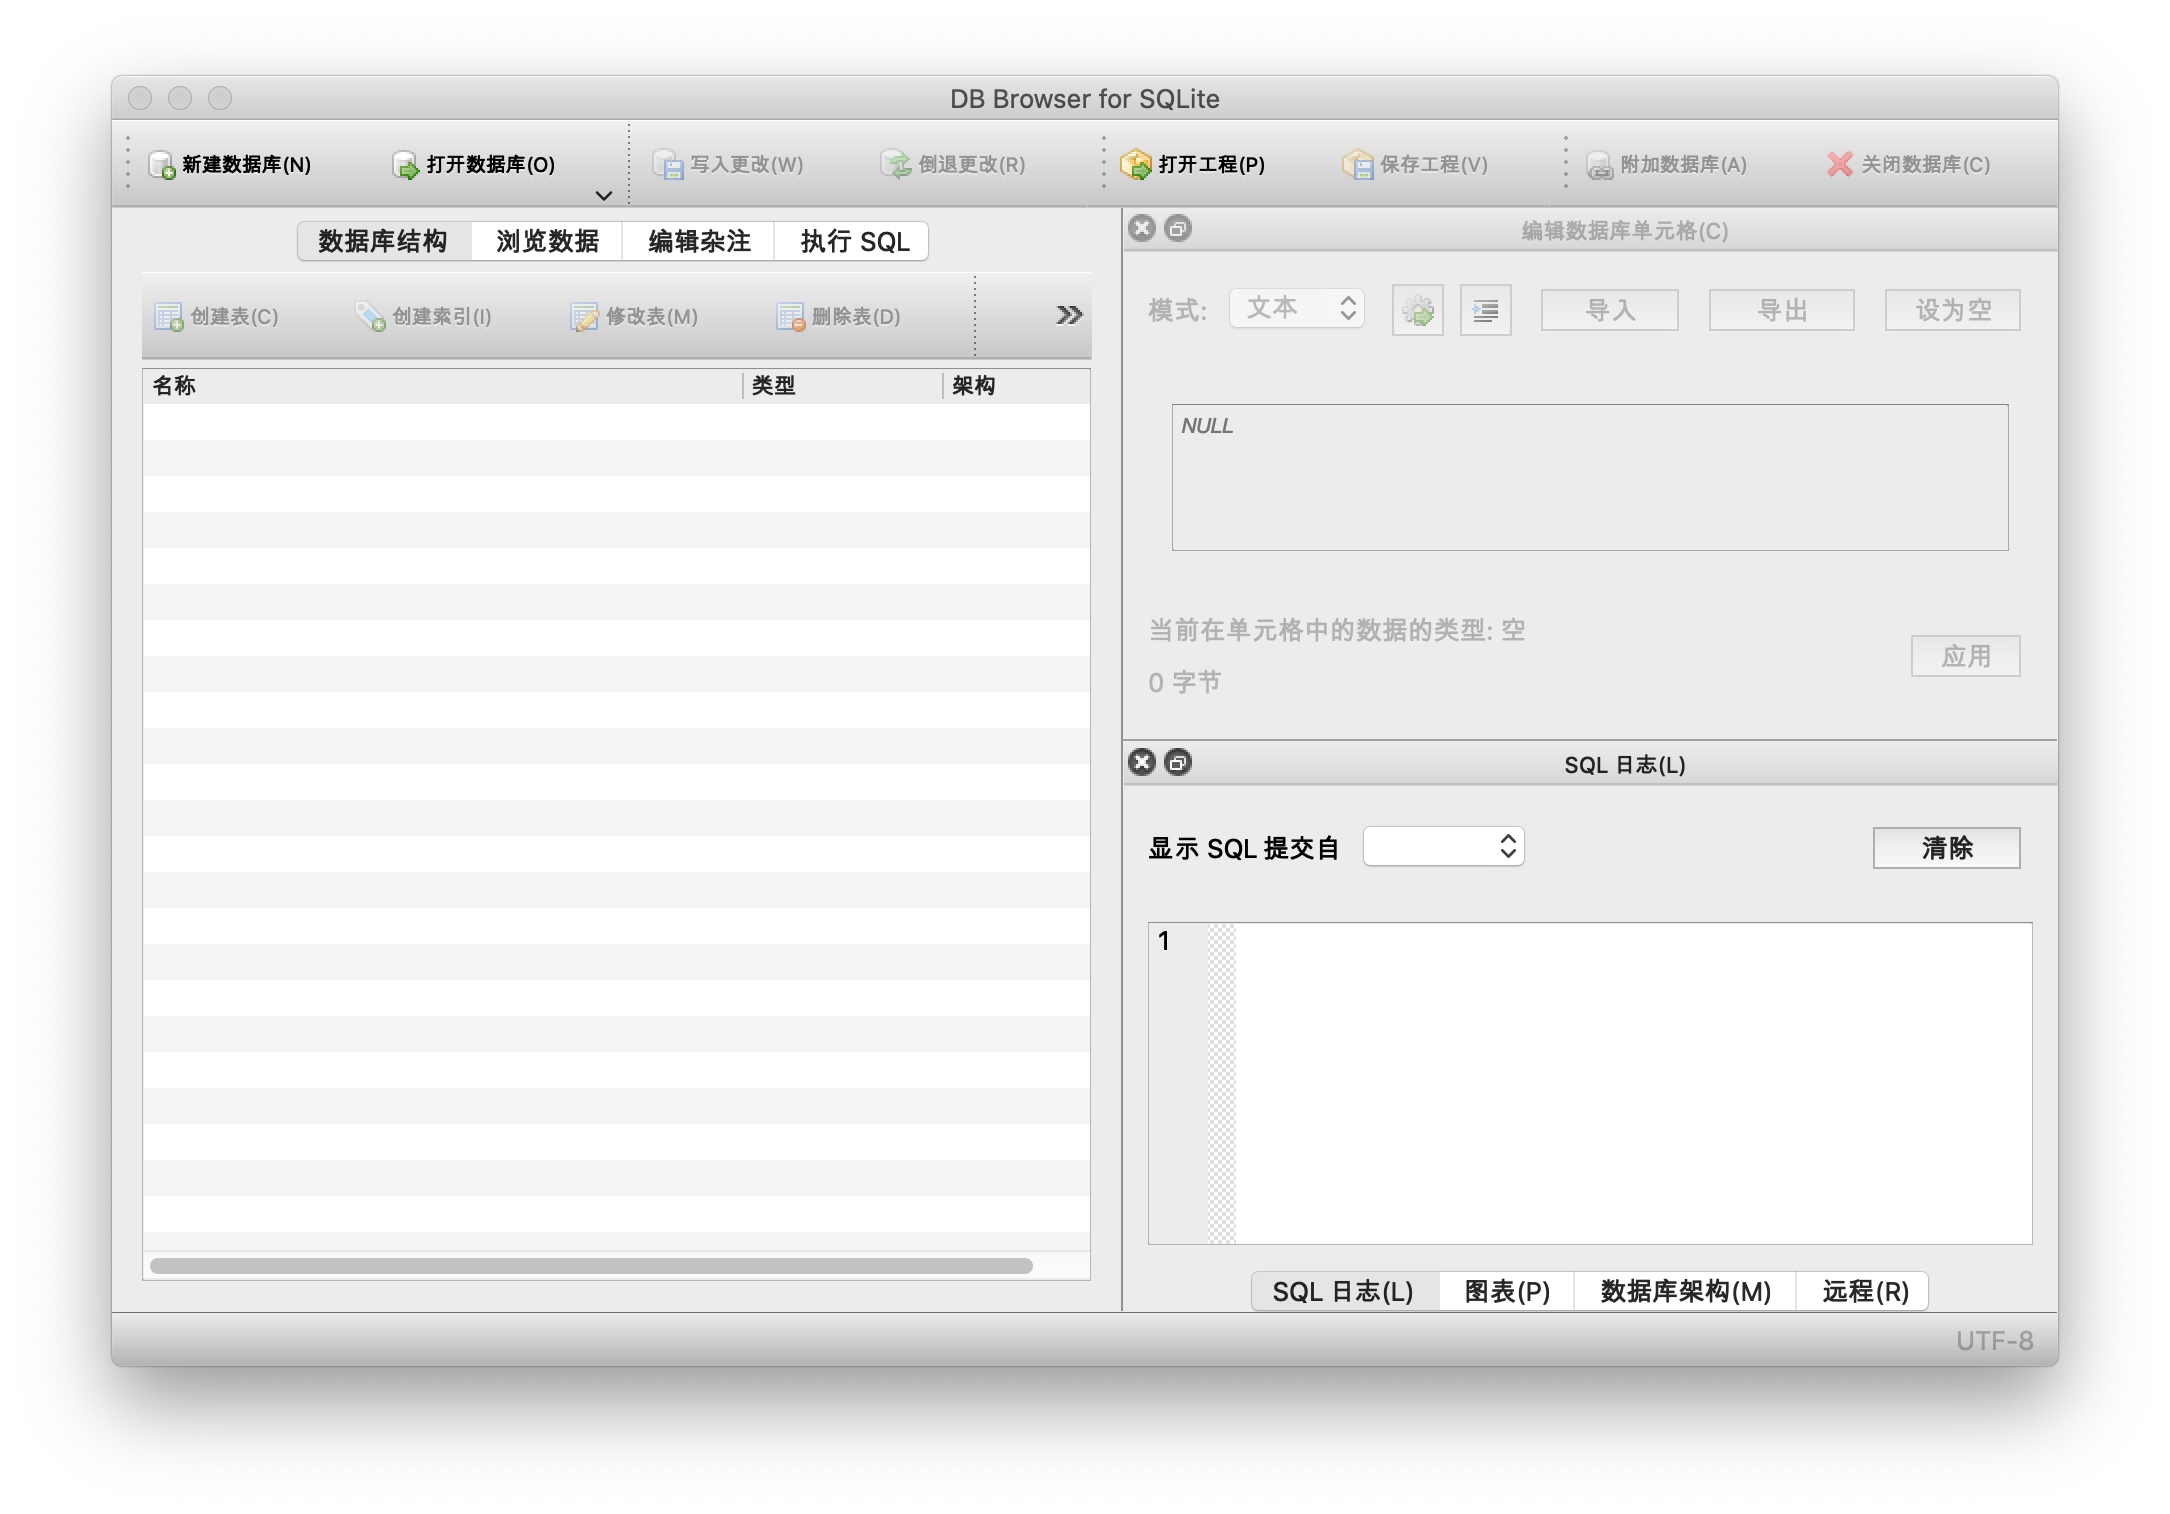 DB Browser for SQLite
新建数据库(N) 打开数据库(O) 写入更改(W) 倒退更改(R) 打开工程(P) 保存工程(V) 附加数据库(A) 关闭数据库(C)
数据库结构 浏览数据 编辑杂注 执行 SQL
创建表(C) 创建索引(I) 修改表(M) 删除表(D)
名称 类型 架构
编辑数据库单元格(C)
模式: 文本 导入 导出 设为空
NULL
当前在单元格中的数据的类型: 空
0 字节
应用
SQL 日志(L)
显示 SQL 提交自 清除
1
SQL 日志(L) 图表(P) 数据库架构(M) 远程(R)
UTF-8